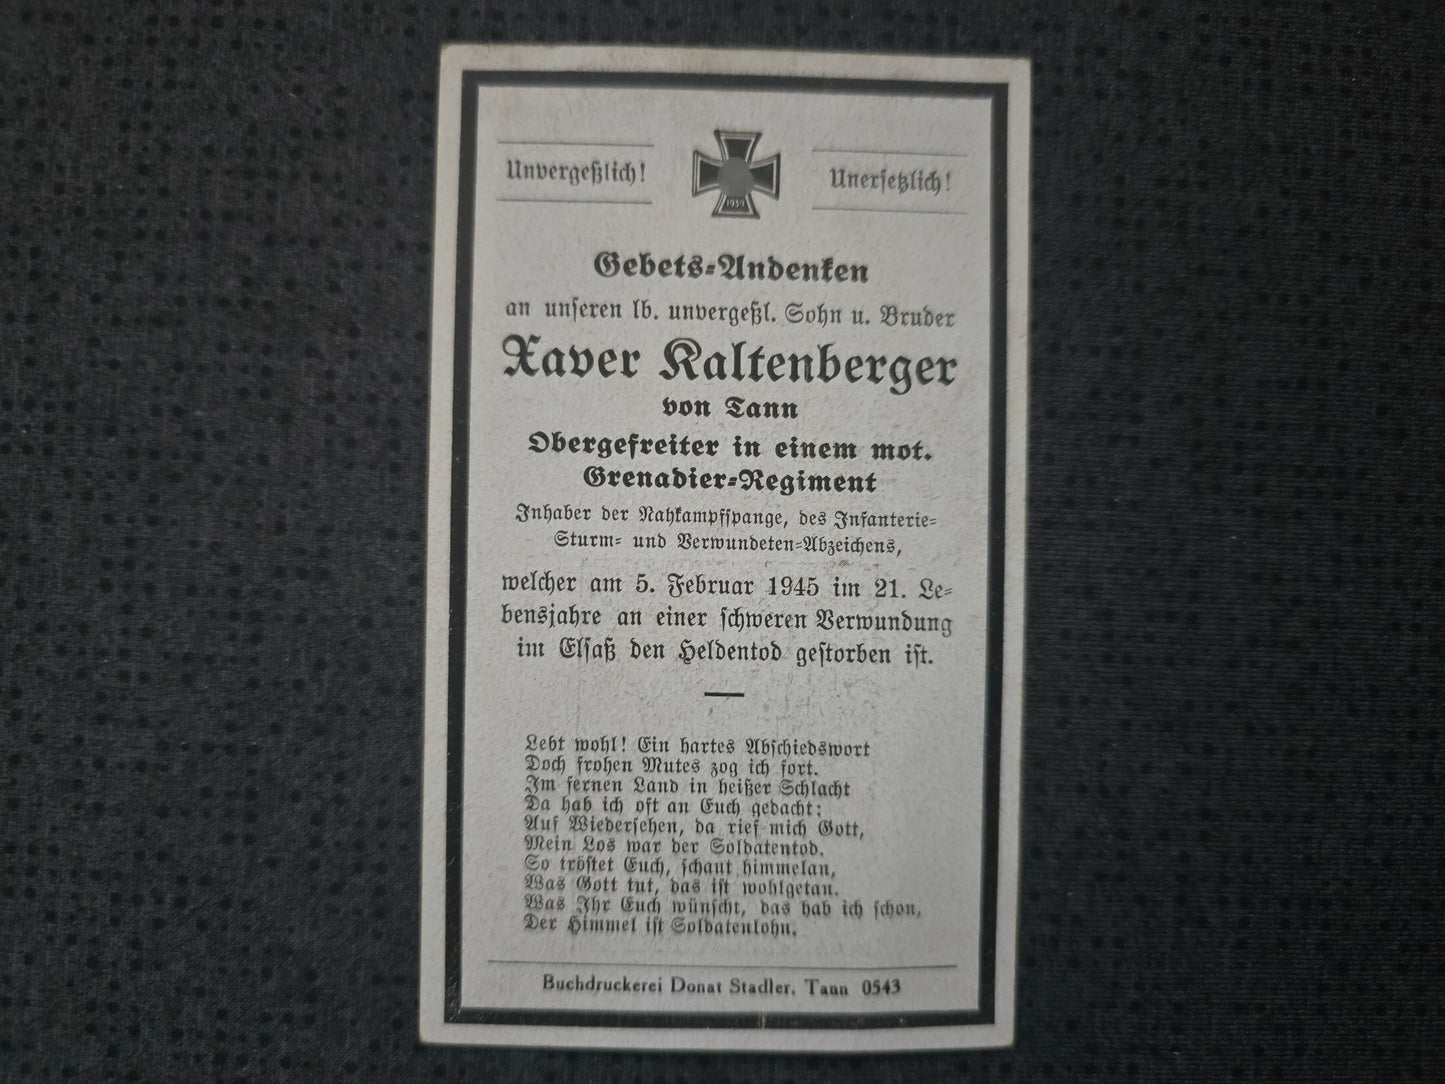 Unvergeßlich!
1939
Unersetzlich!
Gebets-Andenken
an unseren lb. unvergeßl. Sohn u. Bruder
Xaver Kaltenberger
von Tann
Obergefreiter in einem mot.
Grenadier-Regiment
Inhaber der Nahkampfspange, des Infanterie-
Sturm- und Verwundeten-Abzeichens,
welcher am 5. Februar 1945 im 21. Le-
bensjahre an einer schweren Verwundung
im Elsaß den Heldentod gestorben ist.
Lebt wohl! Ein hartes Abschiedswort
Doch frohen Mutes zog ich fort.
Im fernen Land in heißer Schlacht
Da hab ich oft an Euch gedacht;
Auf Wiedersehen, da rief mich Gott,
Mein Los war der Soldatentod.
So tröstet Euch, schaut himmelan,
Was Gott tut, das ist wohlgetan.
Was Ihr Euch wünscht, das hab ich schon,
Der Himmel ist Soldatenlohn.
Buchdruckerei Donat Stadler, Tann 0543